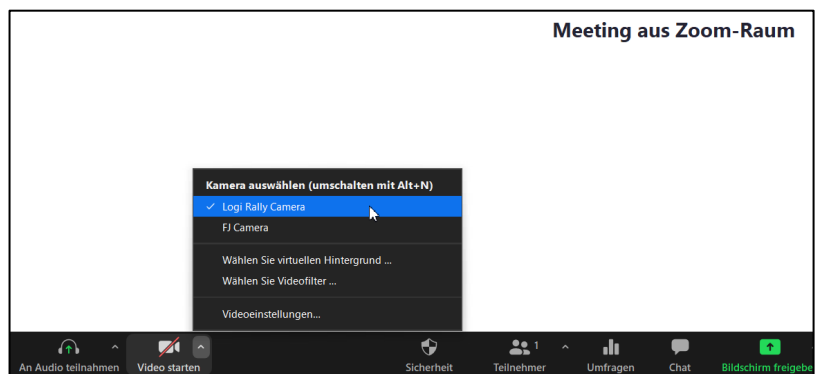 Meeting aus Zoom-Raum
Kamera auswählen (umschalten mit Alt+N)
Logi Rally Camera
FJ Camera
Wählen Sie virtuellen Hintergrund ...
Wählen Sie Videofilter ...
Videoeinstellungen...
1
An Audio teilnahmen Video starten Sicherheit Teilnehmer Umfragen Chat Bildschirm freigebe